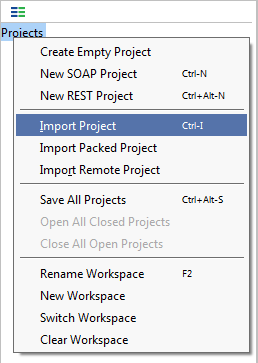 Projects
Create Empty Project
New SOAP Project Ctrl-N
New REST Project Ctrl+Alt-N
Import Project Ctrl-I
Import Packed Project
Import Remote Project
Save All Projects Ctrl+Alt-S
Open All Closed Projects
Close All Open Projects
Rename Workspace F2
New Workspace
Switch Workspace
Clear Workspace